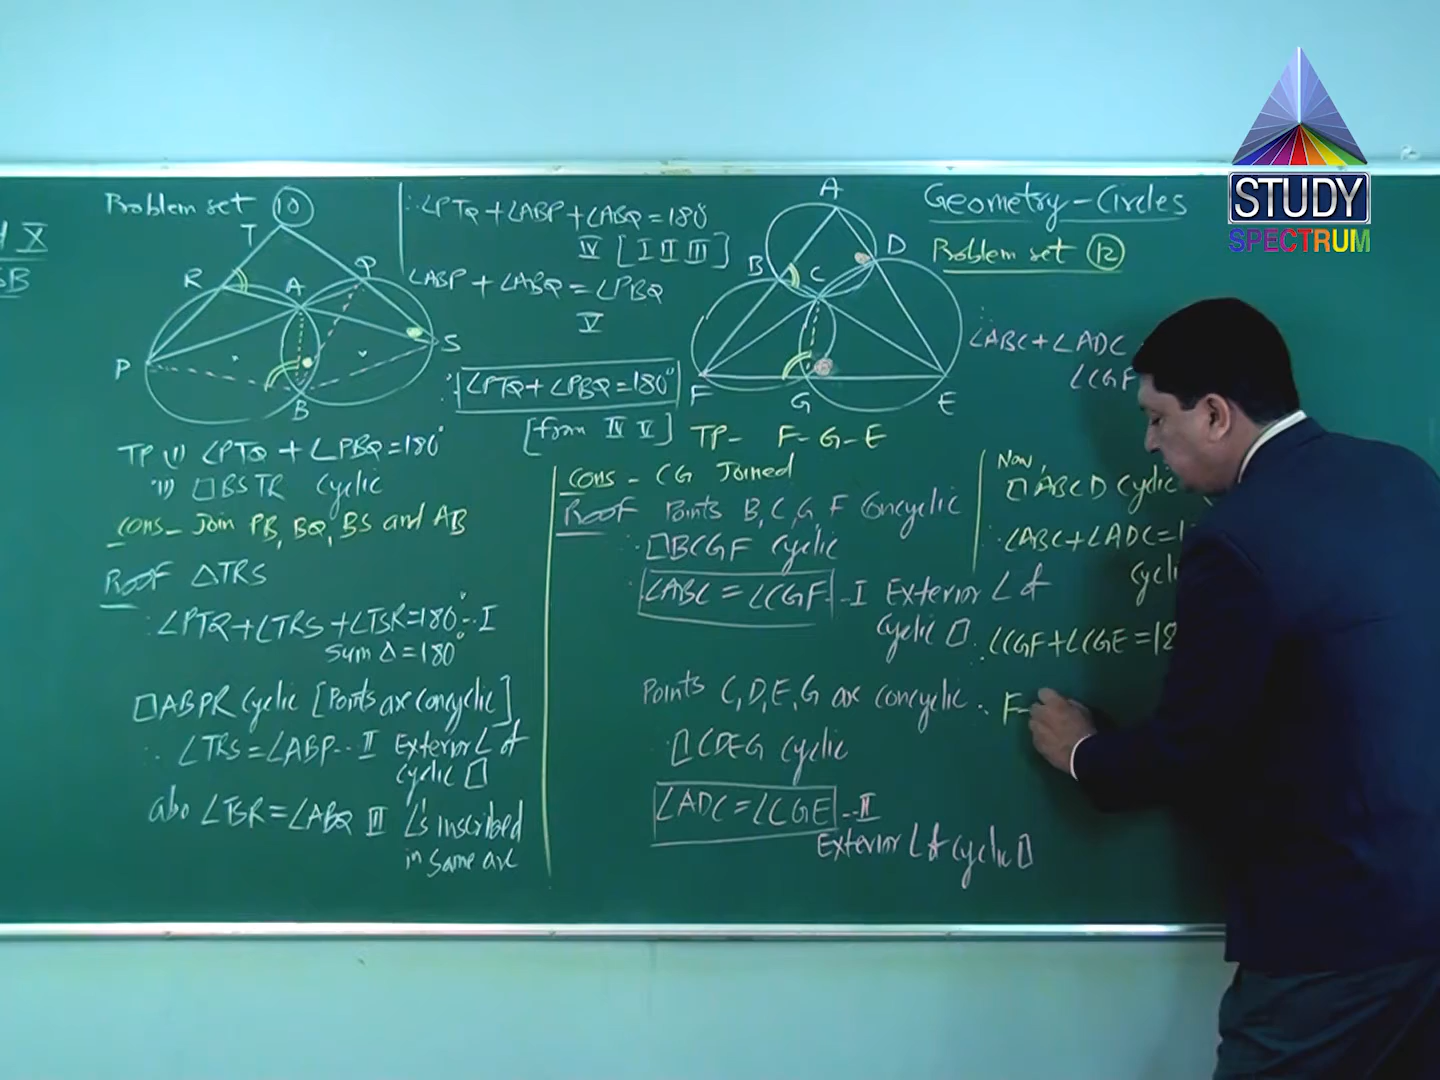 STUDY
SPECTRUM
X
SB
Problem set 10
T
R
A
Q
S
P
B
TP (i) ∠PTQ + ∠PBQ = 180°
(ii) □BSTR cyclic
Cons - Join PB, BQ, BS and AB
Proof △TRS
∴ ∠PTQ + ∠TRS + ∠TSR = 180° -- I
sum △ = 180°
□ABPR cyclic [Points are concyclic]
∴ ∠TRS = ∠ABP -- II Exterior ∠ of
cyclic □
also ∠TSR = ∠ABQ III ∠s inscribed
in same arc
∴ ∠PTQ + ∠ABP + ∠ABQ = 180°
IV [I II III]
∠ABP + ∠ABQ = ∠PBQ
V
∴ ∠PTQ + ∠PBQ = 180°
[from IV V]
A
B
C
D
F
G
E
TP - F - G - E
Cons - CG Joined
Proof Points B, C, G, F Concyclic
∴ □BCGF cyclic
∴ ∠ABC = ∠CGF -- I Exterior ∠ of
cyclic □
Points C, D, E, G are concyclic
□CDEG cyclic
∠ADC = ∠CGE -- II
Exterior ∠ of cyclic □
Geometry - Circles
Problem set 12
∠ABC + ∠ADC
∠CGF
Now,
□ABCD cyclic
∴ ∠ABC + ∠ADC = 1
cycli
∴ ∠CGF + ∠CGE = 18
∴ F -